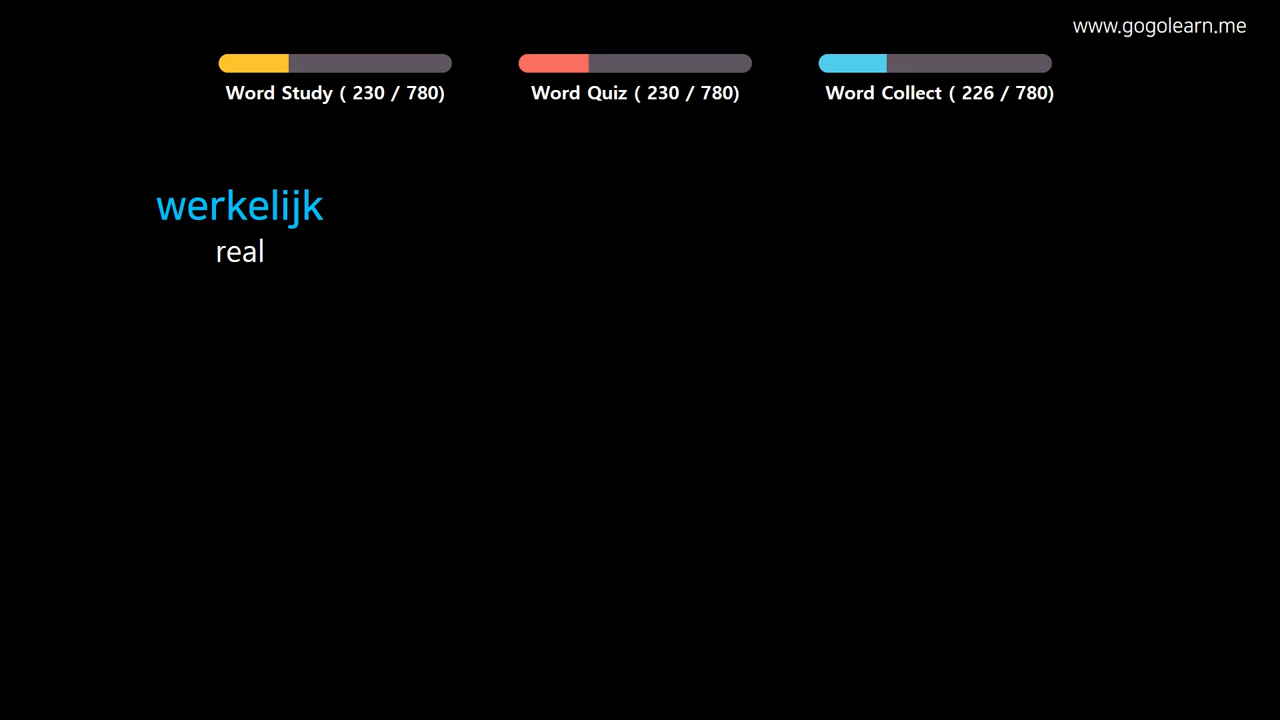 www.gogolearn.me
Word Study ( 230 / 780)
Word Quiz ( 230 / 780)
Word Collect ( 226 / 780)
werkelijk
real